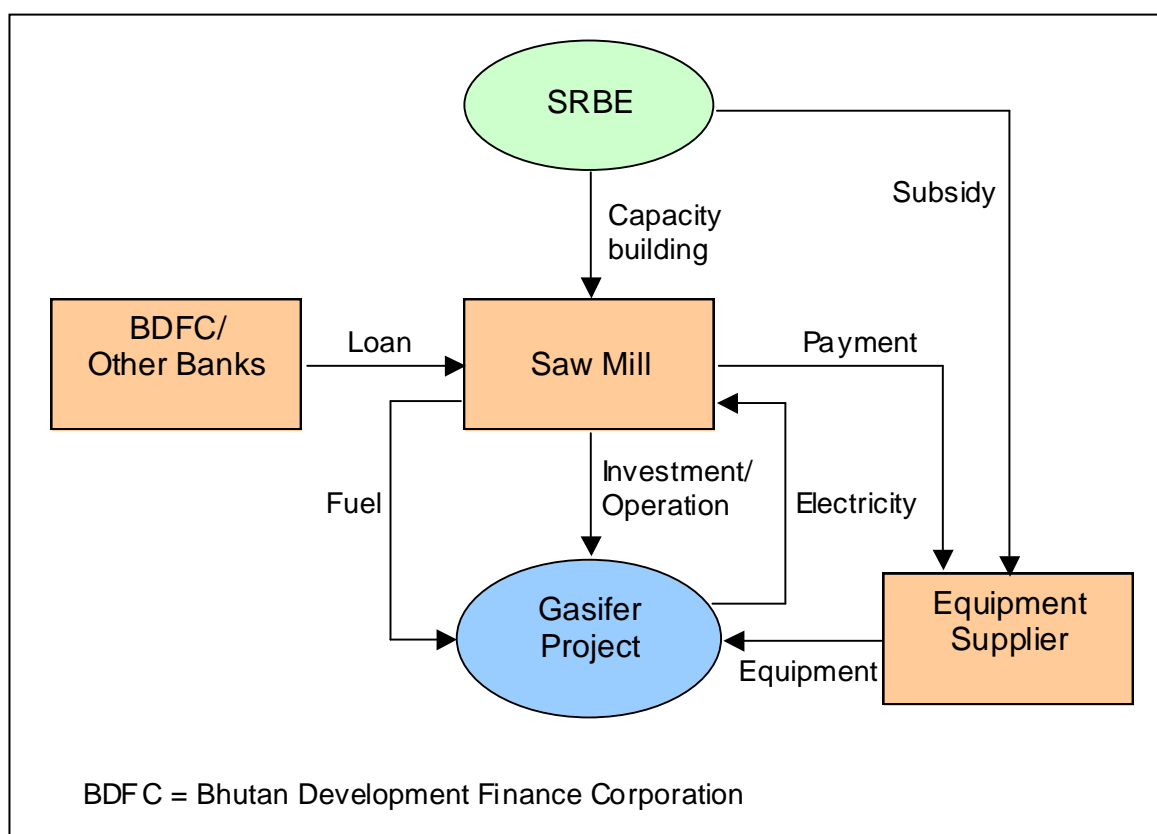 SRBE
Subsidy
Capacity
building
BDFC/
Other Banks
Loan
Saw Mill
Payment
Fuel
Investment/
Operation
Electricity
Gasifer
Project
Equipment
Equipment
Supplier
BDFC = Bhutan Development Finance Corporation